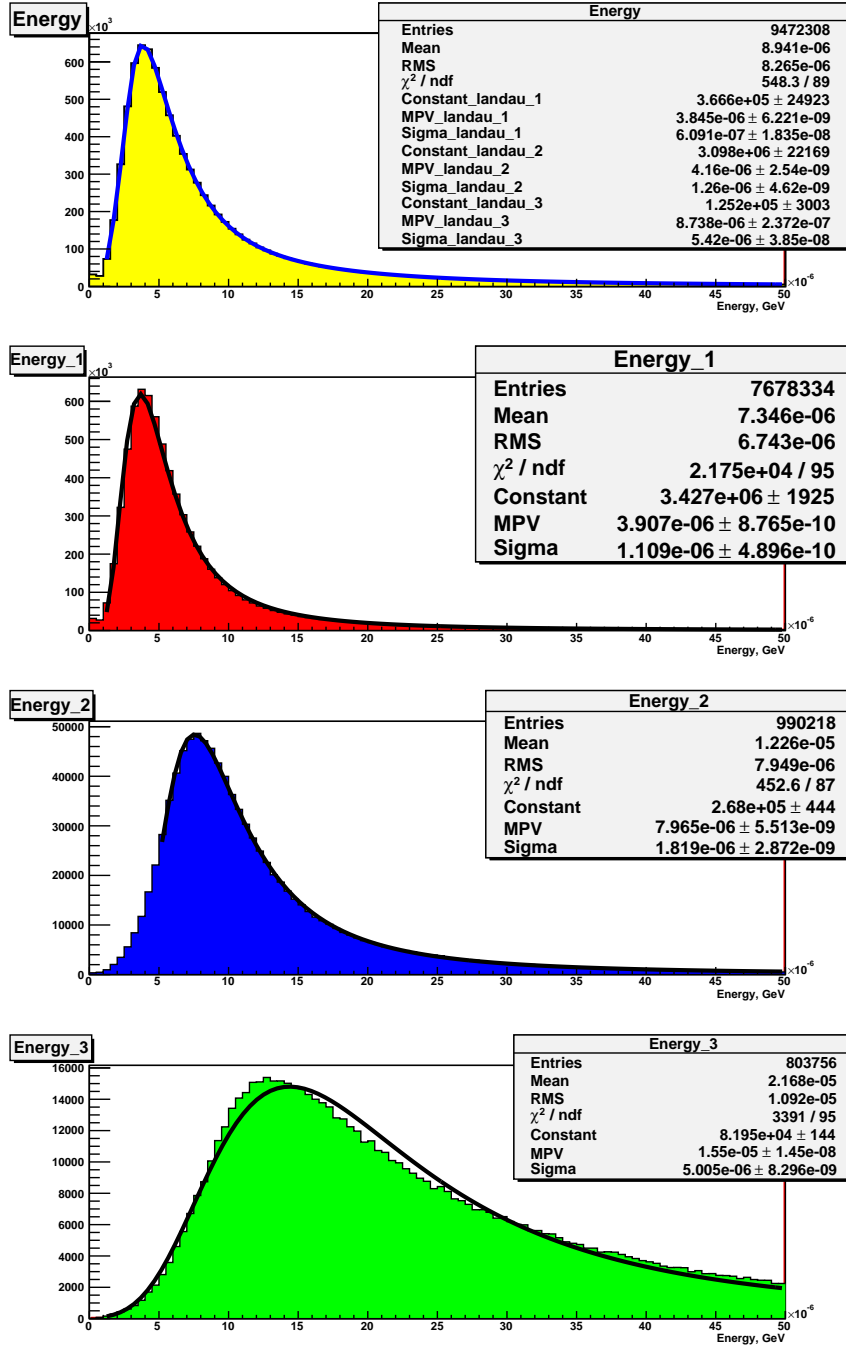 Energy
×10³
Energy
Entries 9472308
Mean 8.941e-06
RMS 8.265e-06
χ² / ndf 548.3 / 89
Constant_landau_1 3.666e+05 ± 24923
MPV_landau_1 3.845e-06 ± 6.221e-09
Sigma_landau_1 6.091e-07 ± 1.835e-08
Constant_landau_2 3.098e+06 ± 22169
MPV_landau_2 4.16e-06 ± 2.54e-09
Sigma_landau_2 1.26e-06 ± 4.62e-09
Constant_landau_3 1.252e+05 ± 3003
MPV_landau_3 8.738e-06 ± 2.372e-07
Sigma_landau_3 5.42e-06 ± 3.85e-08
600
500
400
300
200
100
0
0 5 10 15 20 25 30 35 40 45 50
×10⁻⁶
Energy, GeV
Energy_1
×10³
Energy_1
Entries 7678334
Mean 7.346e-06
RMS 6.743e-06
χ² / ndf 2.175e+04 / 95
Constant 3.427e+06 ± 1925
MPV 3.907e-06 ± 8.765e-10
Sigma 1.109e-06 ± 4.896e-10
600
500
400
300
200
100
0
0 5 10 15 20 25 30 35 40 45 50
×10⁻⁶
Energy, GeV
Energy_2
Energy_2
Entries 990218
Mean 1.226e-05
RMS 7.949e-06
χ² / ndf 452.6 / 87
Constant 2.68e+05 ± 444
MPV 7.965e-06 ± 5.513e-09
Sigma 1.819e-06 ± 2.872e-09
50000
40000
30000
20000
10000
0
0 5 10 15 20 25 30 35 40 45 50
×10⁻⁶
Energy, GeV
Energy_3
Energy_3
Entries 803756
Mean 2.168e-05
RMS 1.092e-05
χ² / ndf 3391 / 95
Constant 8.195e+04 ± 144
MPV 1.55e-05 ± 1.45e-08
Sigma 5.005e-06 ± 8.296e-09
16000
14000
12000
10000
8000
6000
4000
2000
0
0 5 10 15 20 25 30 35 40 45 50
×10⁻⁶
Energy, GeV